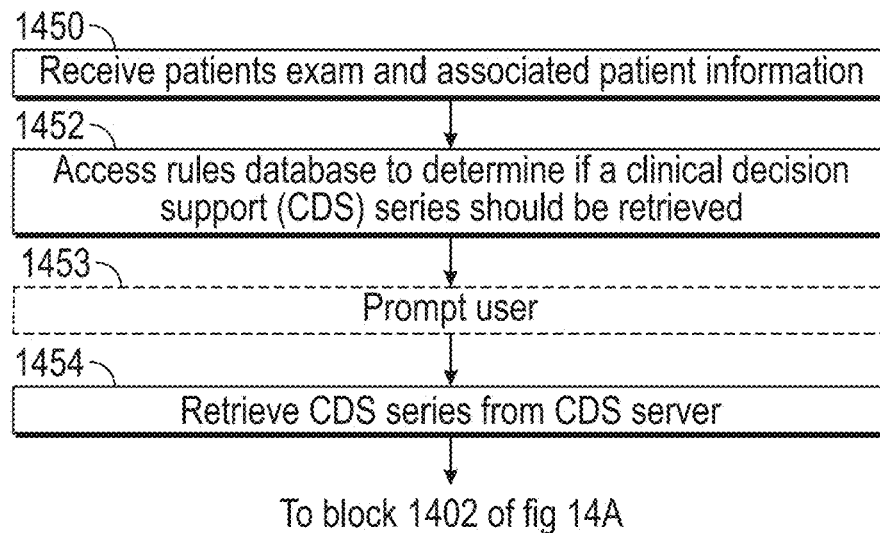 1450
Receive patients exam and associated patient information
1452
Access rules database to determine if a clinical decision
support (CDS) series should be retrieved
1453
Prompt user
1454
Retrieve CDS series from CDS server
To block 1402 of fig 14A